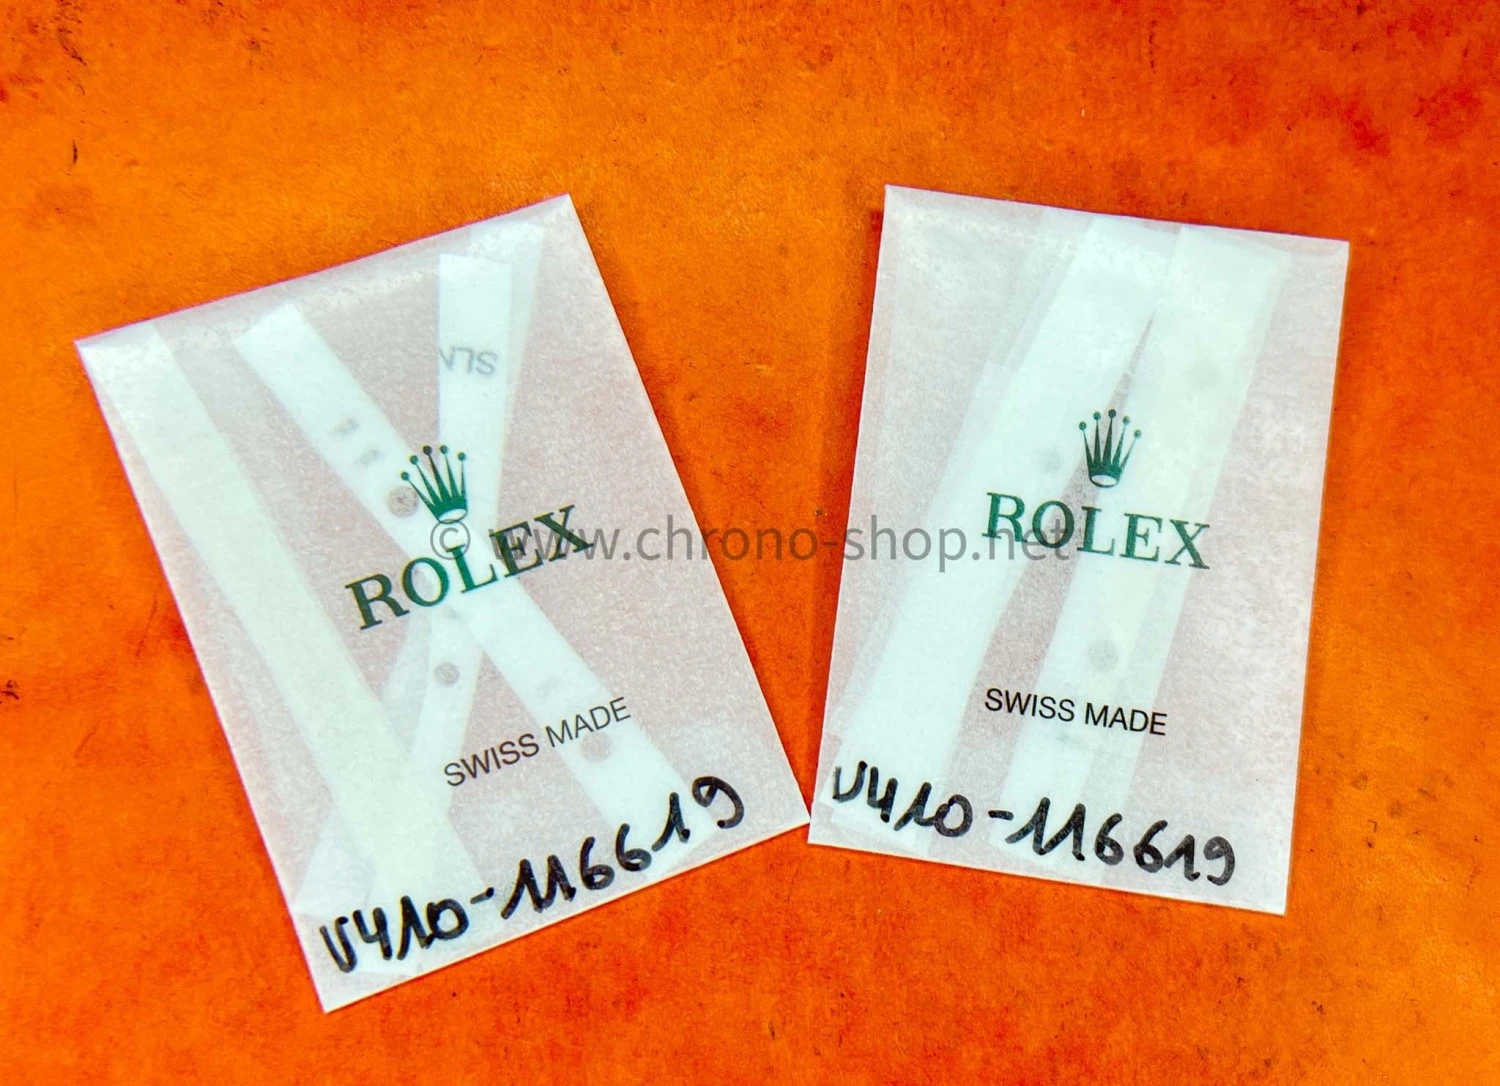 ROLEX
SWISS MADE
V410-116619
ROLEX
SWISS MADE
V410-116619
© www.chrono-shop.net